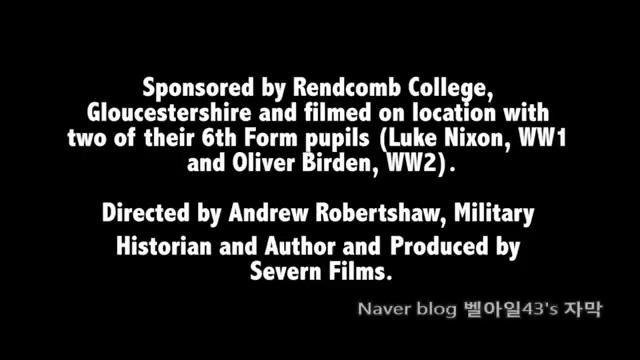 Sponsored by Rendcomb College,
Gloucestershire and filmed on location with
two of their 6th Form pupils (Luke Nixon, WW1
and Oliver Birden, WW2).
Directed by Andrew Robertshaw, Military
Historian and Author and Produced by
Severn Films.
Naver blog 벨아일43's 자막